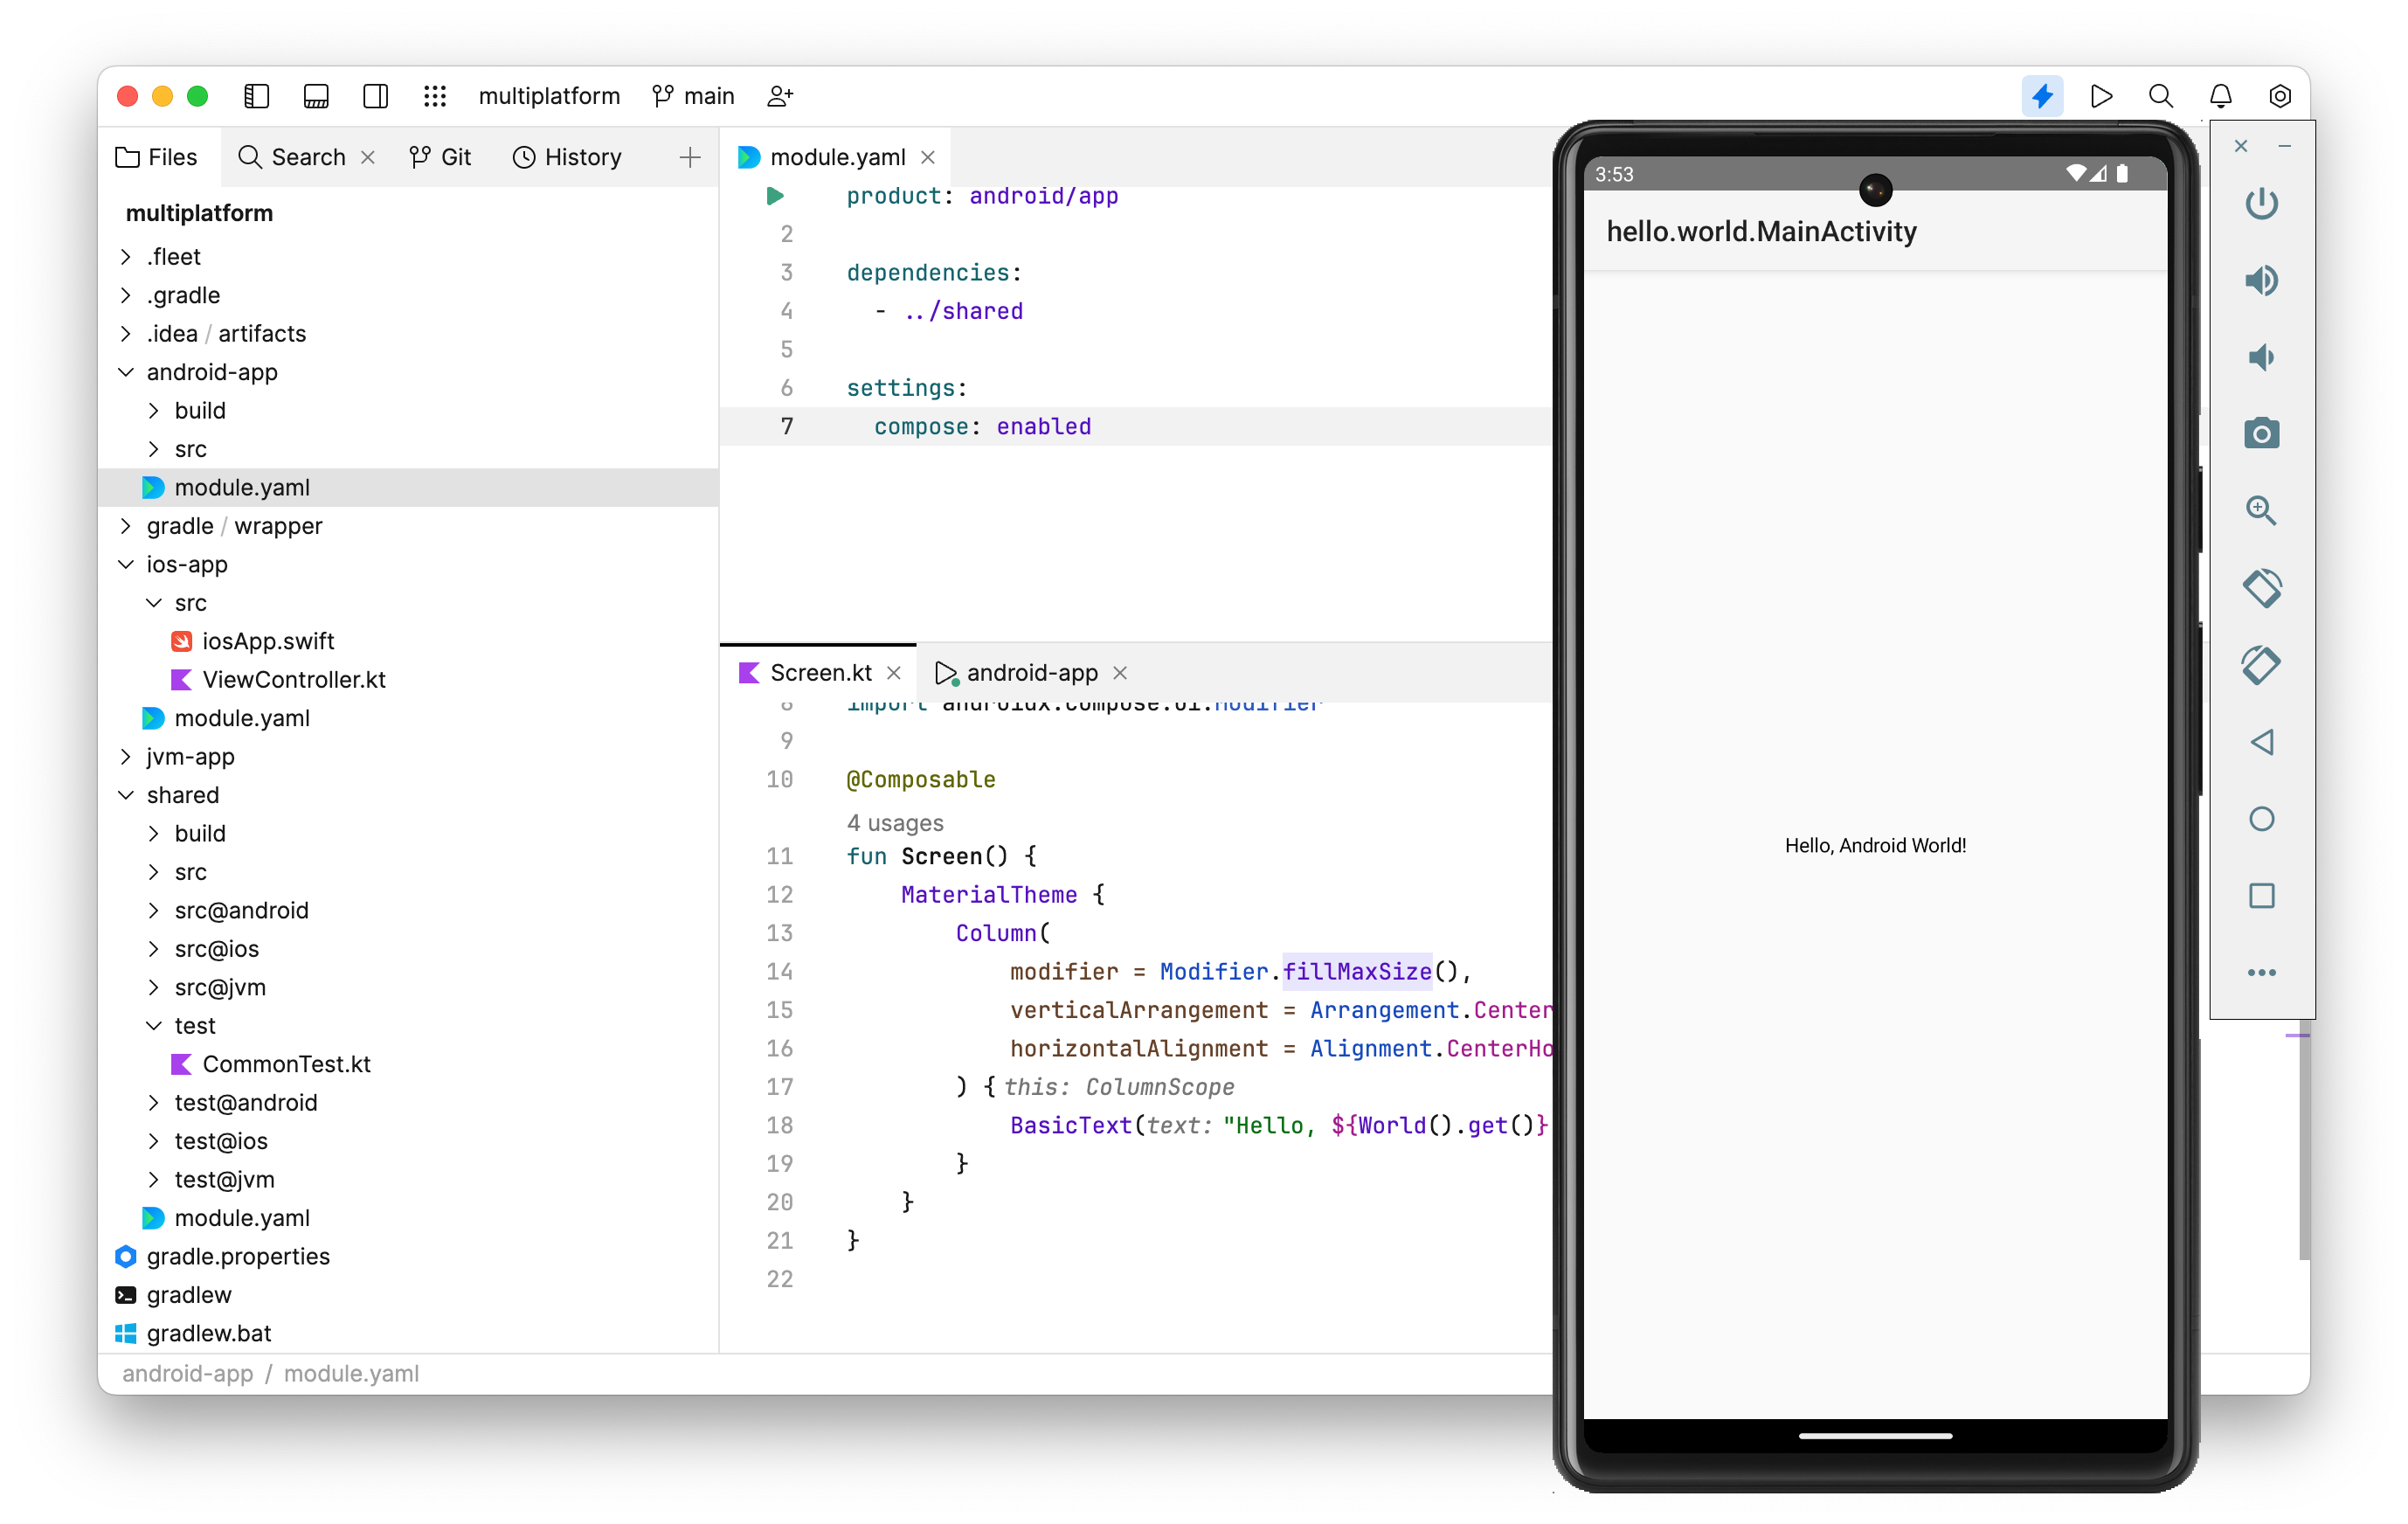 multiplatform main
Files Search Git History
multiplatform
.fleet
.gradle
.idea / artifacts
android-app
build
src
module.yaml
gradle / wrapper
ios-app
src
iosApp.swift
ViewController.kt
module.yaml
jvm-app
shared
build
src
src@android
src@ios
src@jvm
test
CommonTest.kt
test@android
test@ios
test@jvm
module.yaml
gradle.properties
gradlew
gradlew.bat
android-app / module.yaml
module.yaml
product: android/app
2
3 dependencies:
4 - ../shared
5
6 settings:
7 compose: enabled
Screen.kt android-app
8 import androidx.compose.ui.Modifier
9
10 @Composable
4 usages
11 fun Screen() {
12 MaterialTheme {
13 Column(
14 modifier = Modifier.fillMaxSize(),
15 verticalArrangement = Arrangement.Center
16 horizontalAlignment = Alignment.CenterHo
17 ) { this: ColumnScope
18 BasicText( text: "Hello, ${World().get()}
19 }
20 }
21 }
22
3:53
hello.world.MainActivity
Hello, Android World!